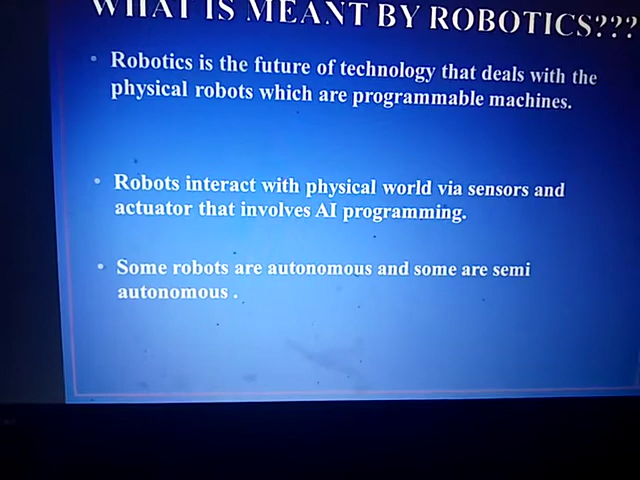 WHAT IS MEANT BY ROBOTICS???
• Robotics is the future of technology that deals with the
physical robots which are programmable machines.
• Robots interact with physical world via sensors and
actuator that involves AI programming.
• Some robots are autonomous and some are semi
autonomous .